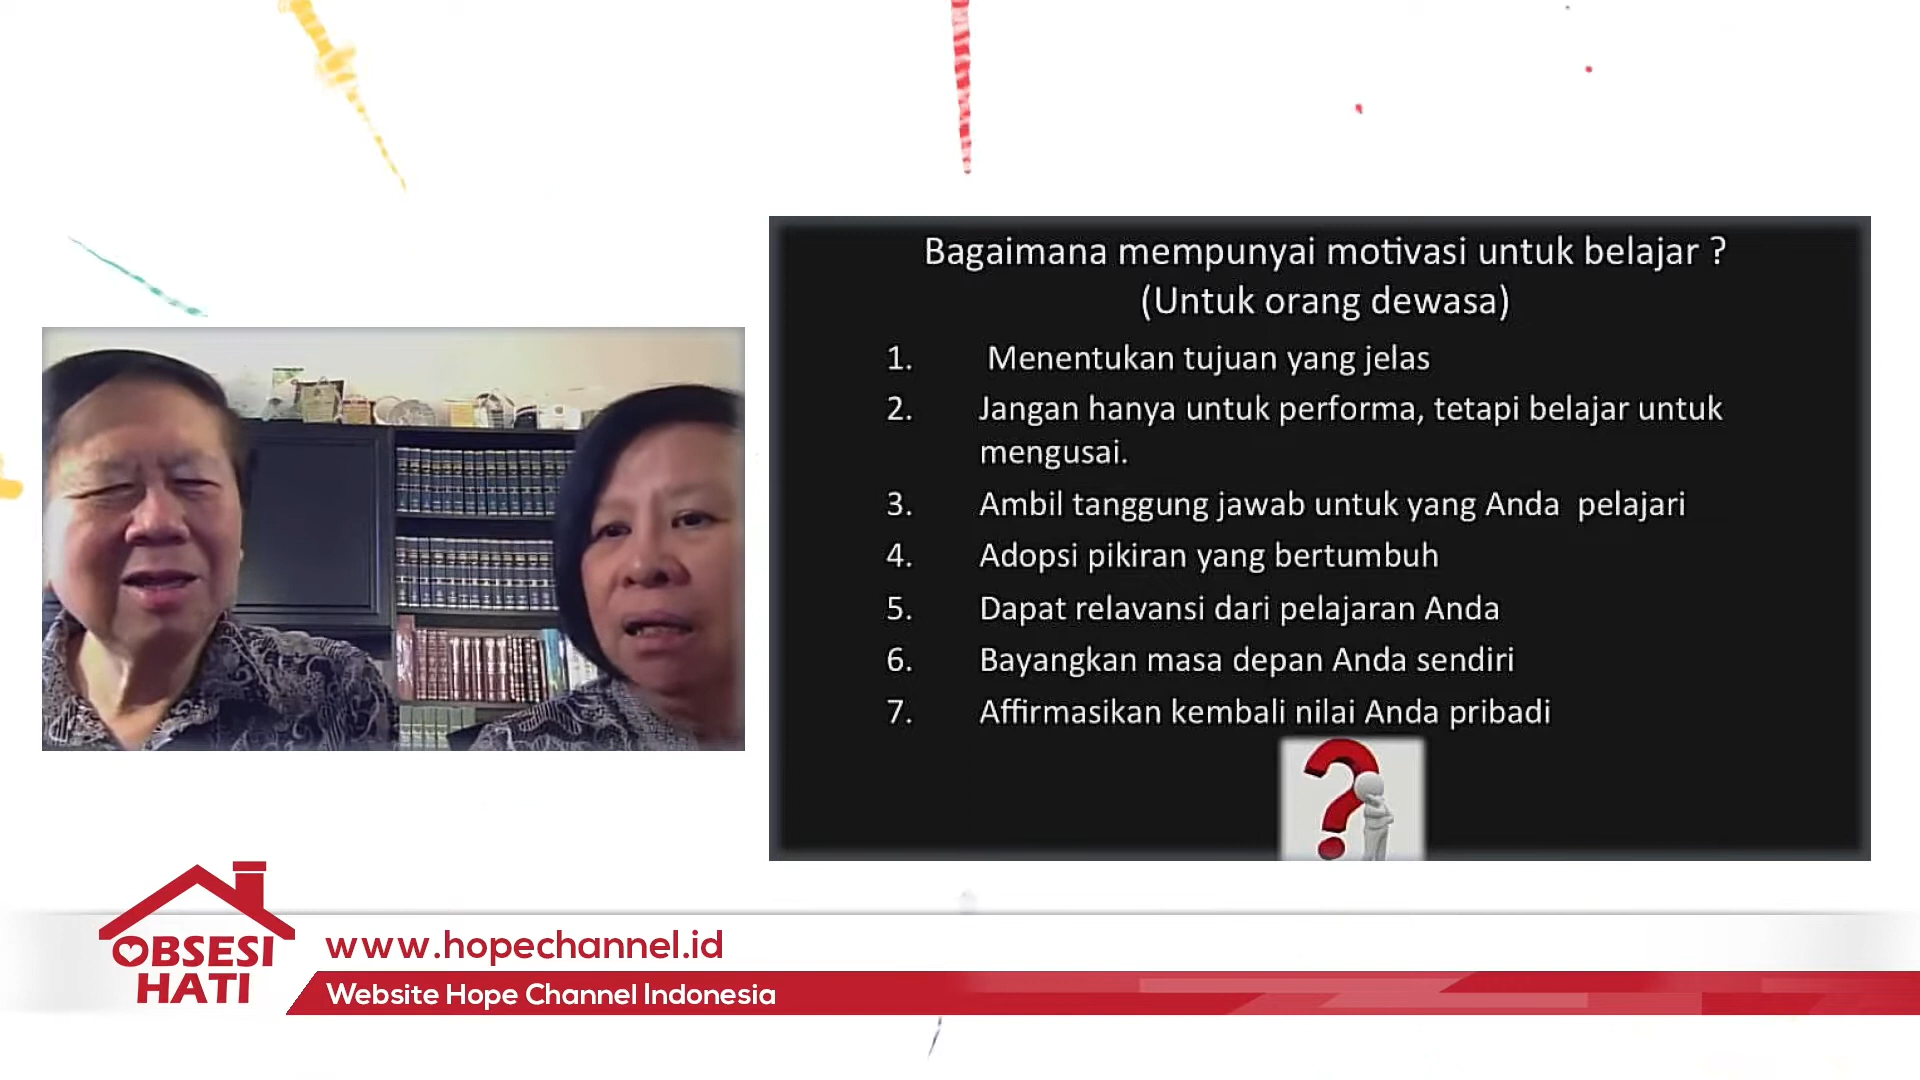 Bagaimana mempunyai motivasi untuk belajar ?
(Untuk orang dewasa)
1. Menentukan tujuan yang jelas
2. Jangan hanya untuk performa, tetapi belajar untuk
mengusai.
3. Ambil tanggung jawab untuk yang Anda pelajari
4. Adopsi pikiran yang bertumbuh
5. Dapat relavansi dari pelajaran Anda
6. Bayangkan masa depan Anda sendiri
7. Affirmasikan kembali nilai Anda pribadi
OBSESI
HATI
www.hopechannel.id
Website Hope Channel Indonesia